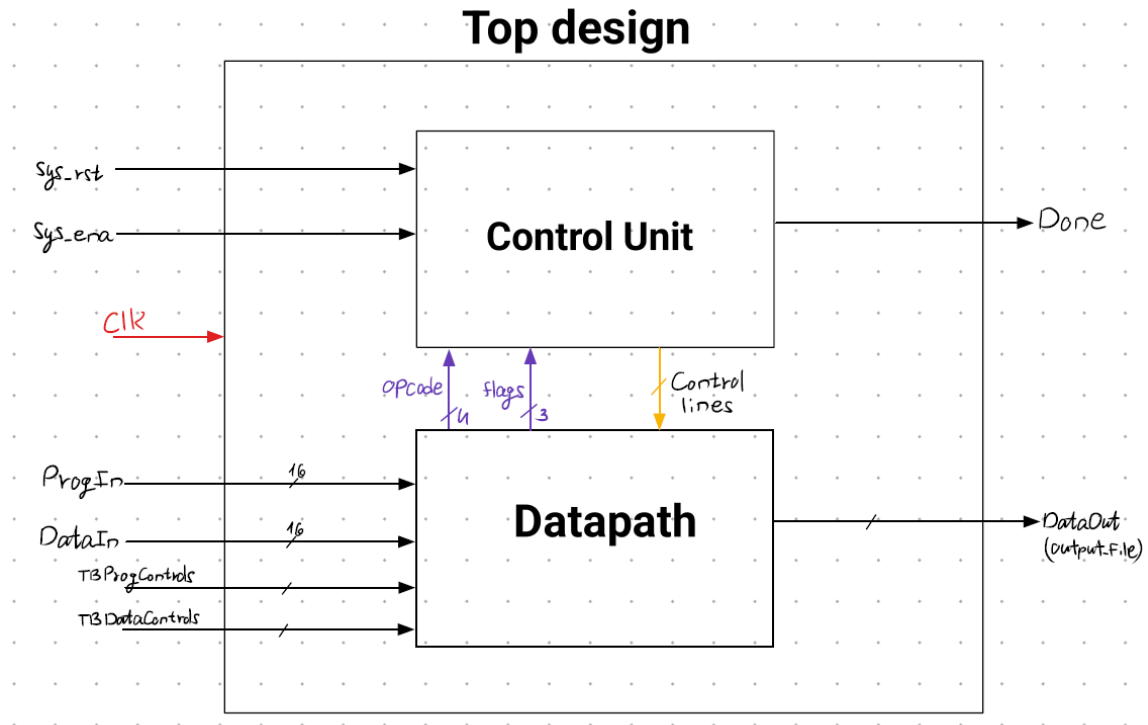 Top design
Sys_rst
Sys_ena
Control Unit
Done
Clk
OPcode
4
flags
3
Control
lines
ProgIn
16
DataIn
16
TBProgControls
TBDataControls
Datapath
DataOut
(output_File)